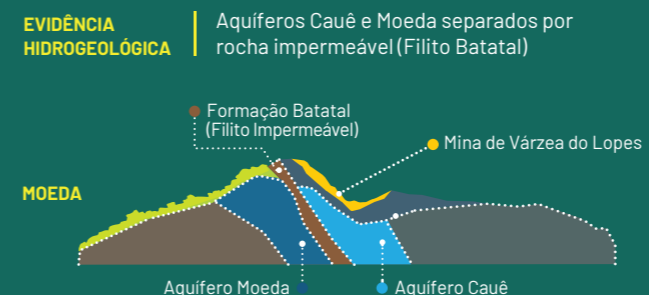 EVIDÊNCIA
HIDROGEOLÓGICA
Aquíferos Cauê e Moeda separados por
rocha impermeável (Filito Batatal)
Formação Batatal
(Filito Impermeável)
Mina de Várzea do Lopes
MOEDA
Aquífero Moeda
Aquífero Cauê